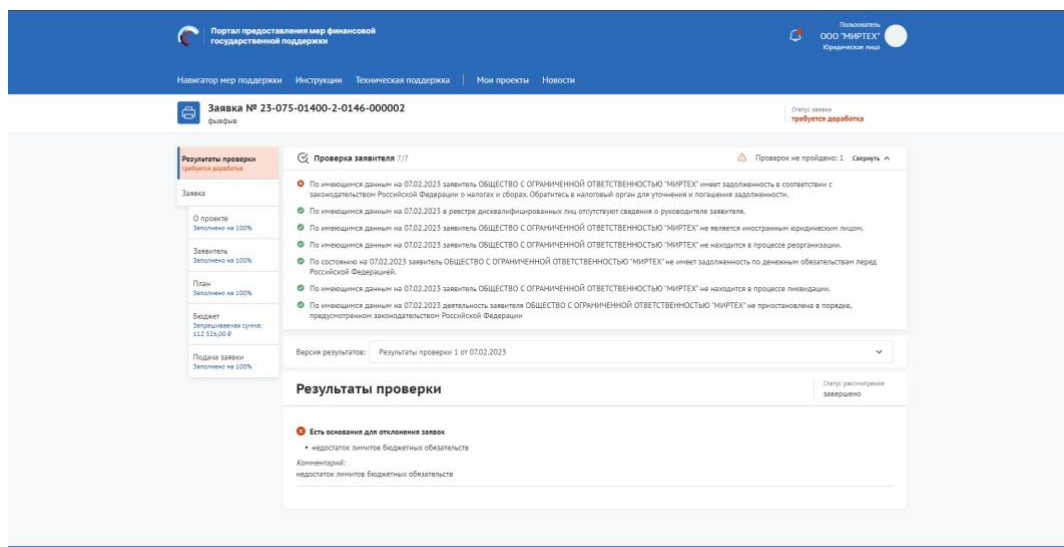 Портал предоставления мер финансовой
государственной поддержки
Пользователь
ООО "МИРТЕХ"
Юридическое лицо
Навигатор мер поддержки Инструкции Техническая поддержка | Мои проекты Новости
Заявка № 23-075-01400-2-0146-000002
фывфыв
Статус заявки
требуется доработка
Результаты проверки
требуется доработка
Заявка
О проекте
Заполнено на 100%
Заявитель
Заполнено на 100%
План
Заполнено на 100%
Бюджет
Запрашиваемая сумма:
112 326,00 ₽
Подача заявки
Заполнено на 100%
Проверка заявителя 7/7
Проверок не пройдено: 1 Свернуть
По имеющимся данным на 07.02.2023 заявитель ОБЩЕСТВО С ОГРАНИЧЕННОЙ ОТВЕТСТВЕННОСТЬЮ "МИРТЕХ" имеет задолженность в соответствии с
законодательством Российской Федерации о налогах и сборах. Обратитесь в налоговый орган для уточнения и погашения задолженности.
По имеющимся данным на 07.02.2023 в реестре дисквалифицированных лиц отсутствуют сведения о руководителе заявителя.
По имеющимся данным на 07.02.2023 заявитель ОБЩЕСТВО С ОГРАНИЧЕННОЙ ОТВЕТСТВЕННОСТЬЮ "МИРТЕХ" не является иностранным юридическим лицом.
По имеющимся данным на 07.02.2023 заявитель ОБЩЕСТВО С ОГРАНИЧЕННОЙ ОТВЕТСТВЕННОСТЬЮ "МИРТЕХ" не находится в процессе реорганизации.
По состоянию на 07.02.2023 заявитель ОБЩЕСТВО С ОГРАНИЧЕННОЙ ОТВЕТСТВЕННОСТЬЮ "МИРТЕХ" не имеет задолженность по денежным обязательствам перед
Российской Федерацией.
По имеющимся данным на 07.02.2023 заявитель ОБЩЕСТВО С ОГРАНИЧЕННОЙ ОТВЕТСТВЕННОСТЬЮ "МИРТЕХ" не находится в процессе ликвидации.
По имеющимся данным на 07.02.2023 деятельность заявителя ОБЩЕСТВО С ОГРАНИЧЕННОЙ ОТВЕТСТВЕННОСТЬЮ "МИРТЕХ" не приостановлена в порядке,
предусмотренном законодательством Российской Федерации
Версия результатов: Результаты проверки 1 от 07.02.2023
Результаты проверки
Статус рассмотрения
завершено
Есть основания для отклонения заявок
• недостаток лимитов бюджетных обязательств
Комментарий:
недостаток лимитов бюджетных обязательств